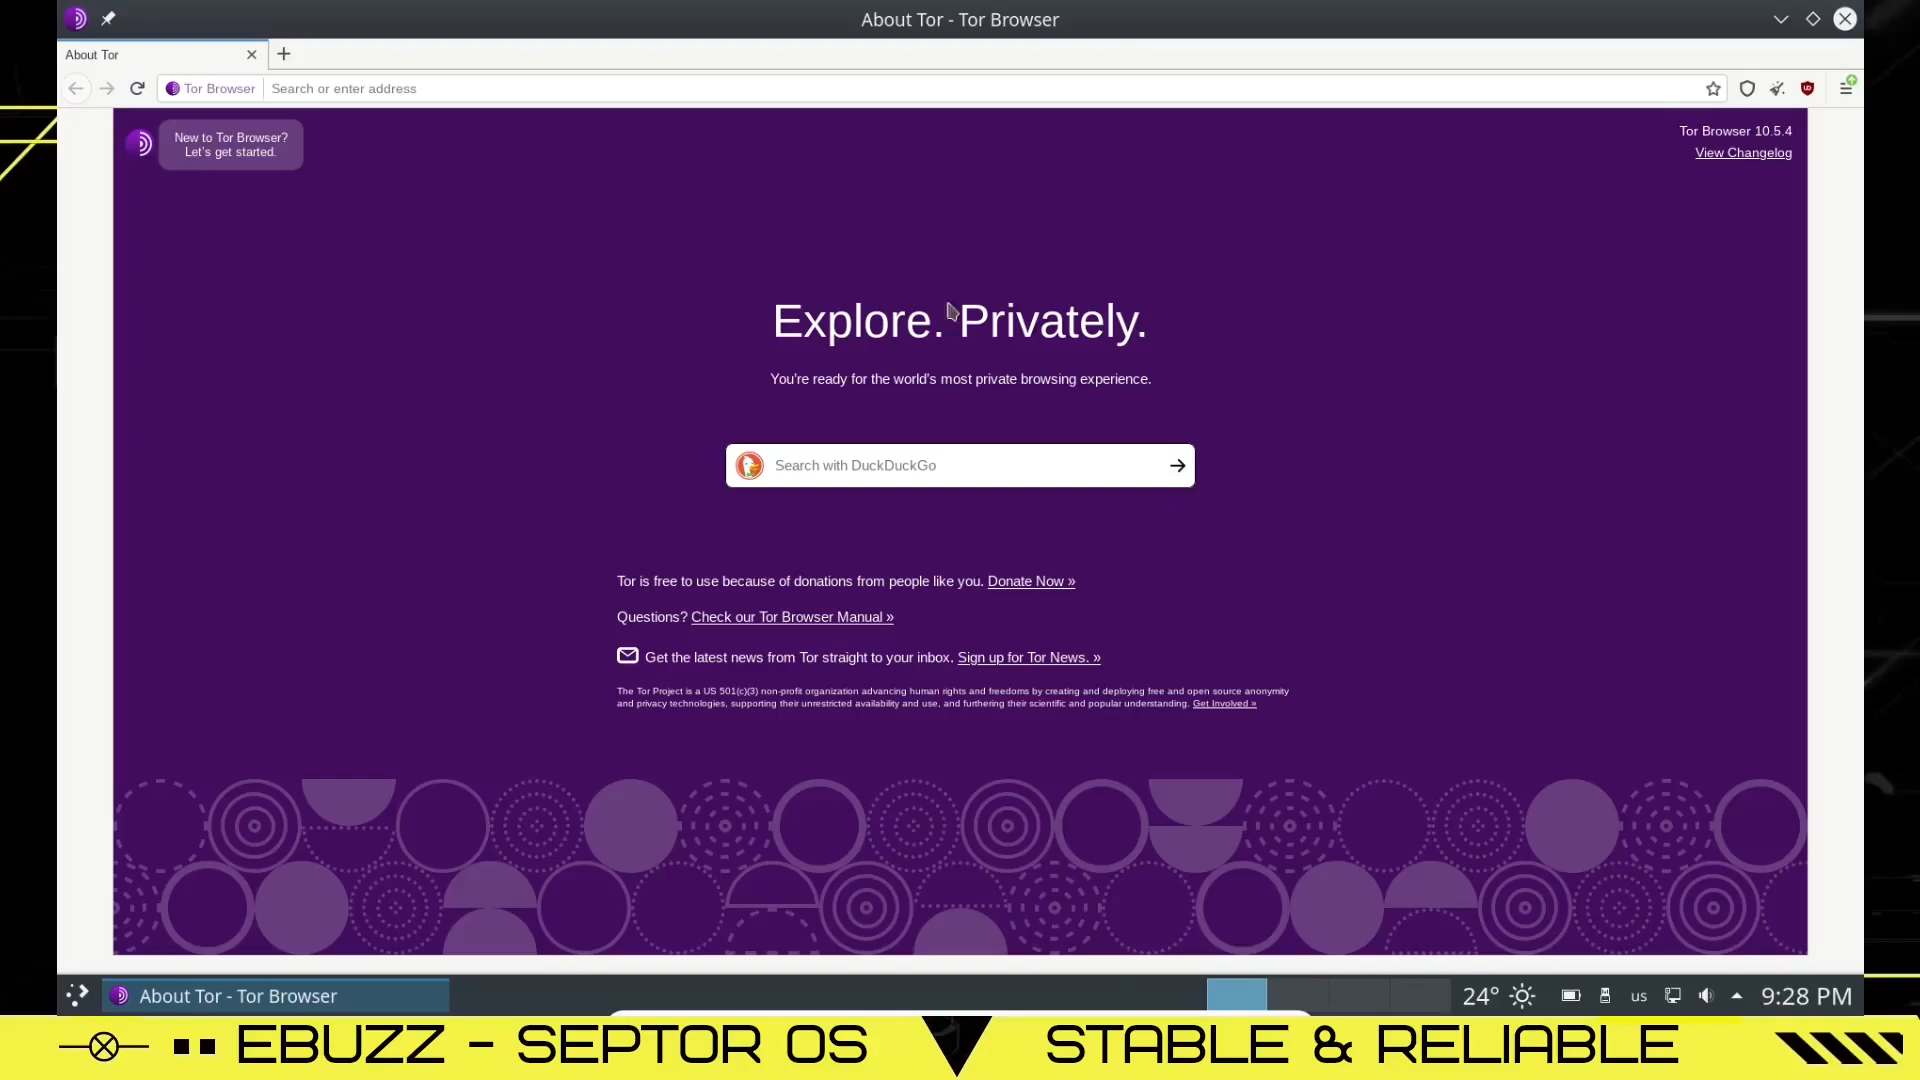 About Tor - Tor Browser
About Tor
Tor Browser
Search or enter address
New to Tor Browser?
Let's get started.
Tor Browser 10.5.4
View Changelog
Explore. Privately.
You're ready for the world's most private browsing experience.
Search with DuckDuckGo
Tor is free to use because of donations from people like you. Donate Now »
Questions? Check our Tor Browser Manual »
Get the latest news from Tor straight to your inbox. Sign up for Tor News. »
The Tor Project is a US 501(c)(3) non-profit organization advancing human rights and freedoms by creating and deploying free and open source anonymity
and privacy technologies, supporting their unrestricted availability and use, and furthering their scientific and popular understanding. Get Involved »
About Tor - Tor Browser
24°
us
9:28 PM
EBUZZ - SEPTOR OS
STABLE & RELIABLE